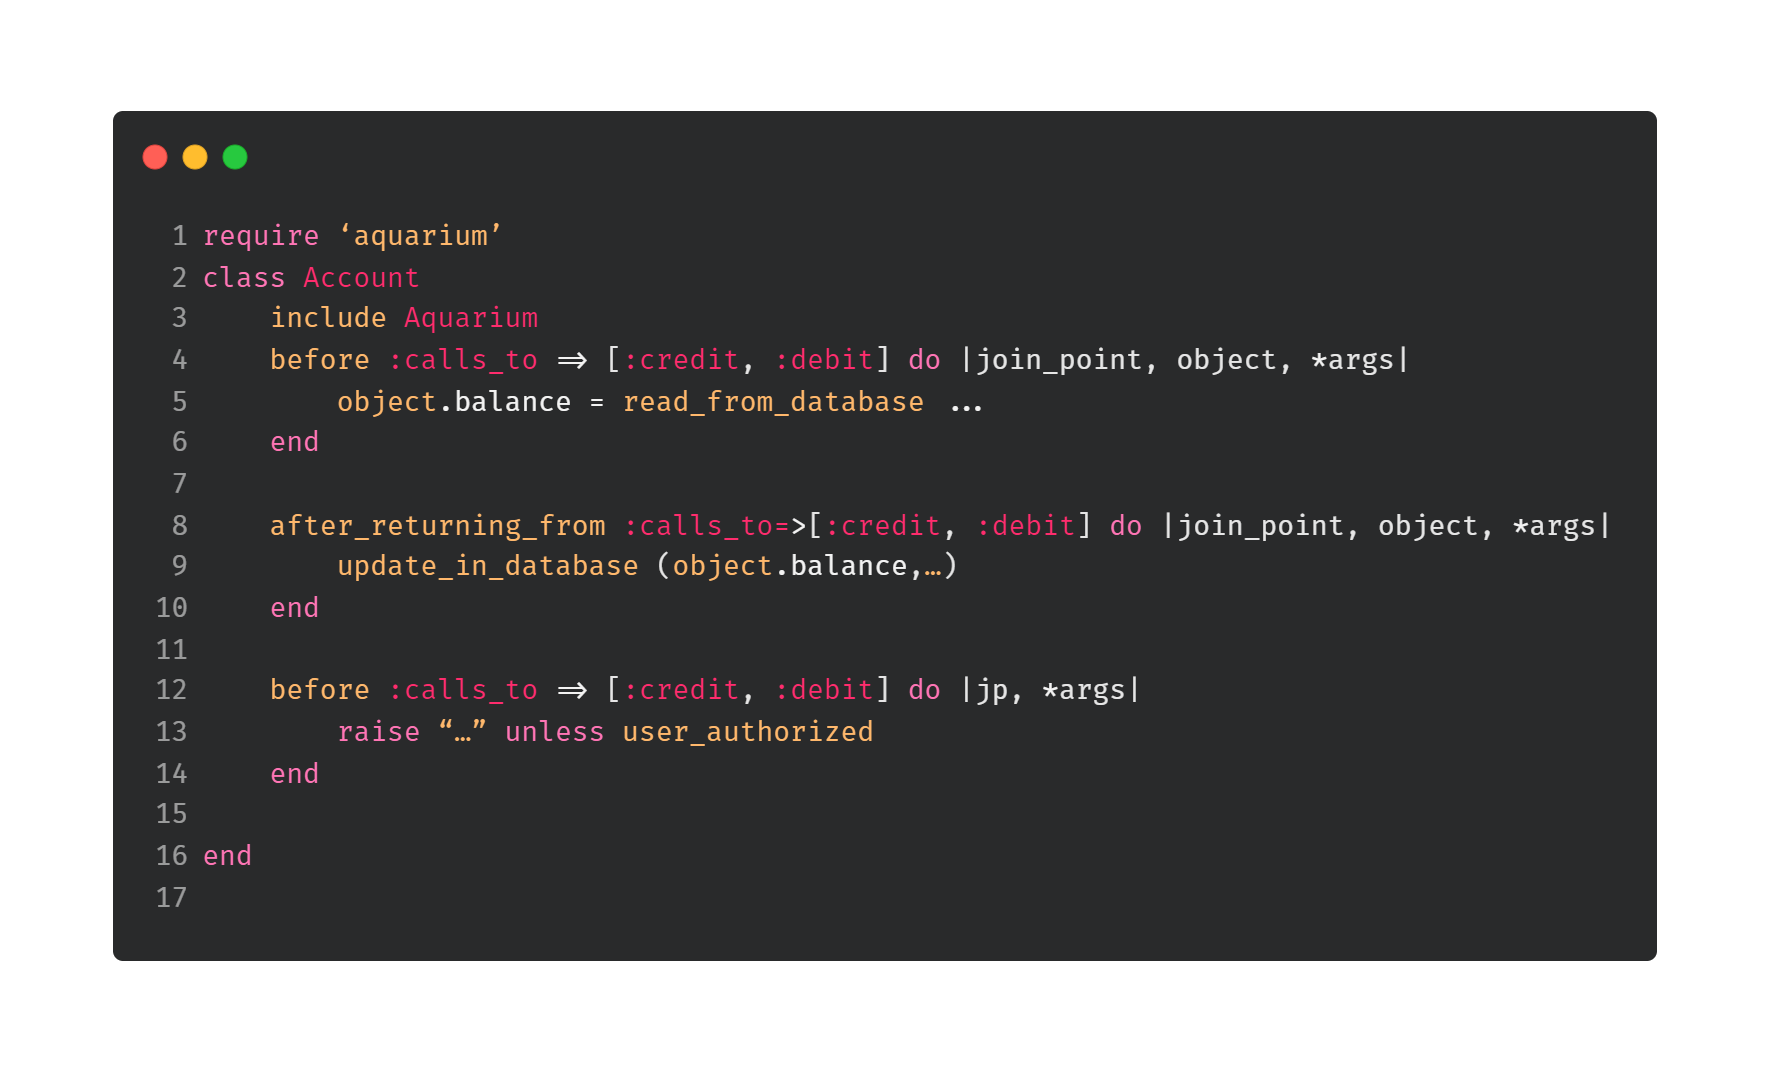 1 require ‘aquarium’
2 class Account
3     include Aquarium
4     before :calls_to => [:credit, :debit] do |join_point, object, *args|
5         object.balance = read_from_database ...
6     end
7
8     after_returning_from :calls_to=>[:credit, :debit] do |join_point, object, *args|
9         update_in_database (object.balance,…)
10     end
11
12     before :calls_to => [:credit, :debit] do |jp, *args|
13         raise “…” unless user_authorized
14     end
15
16 end
17